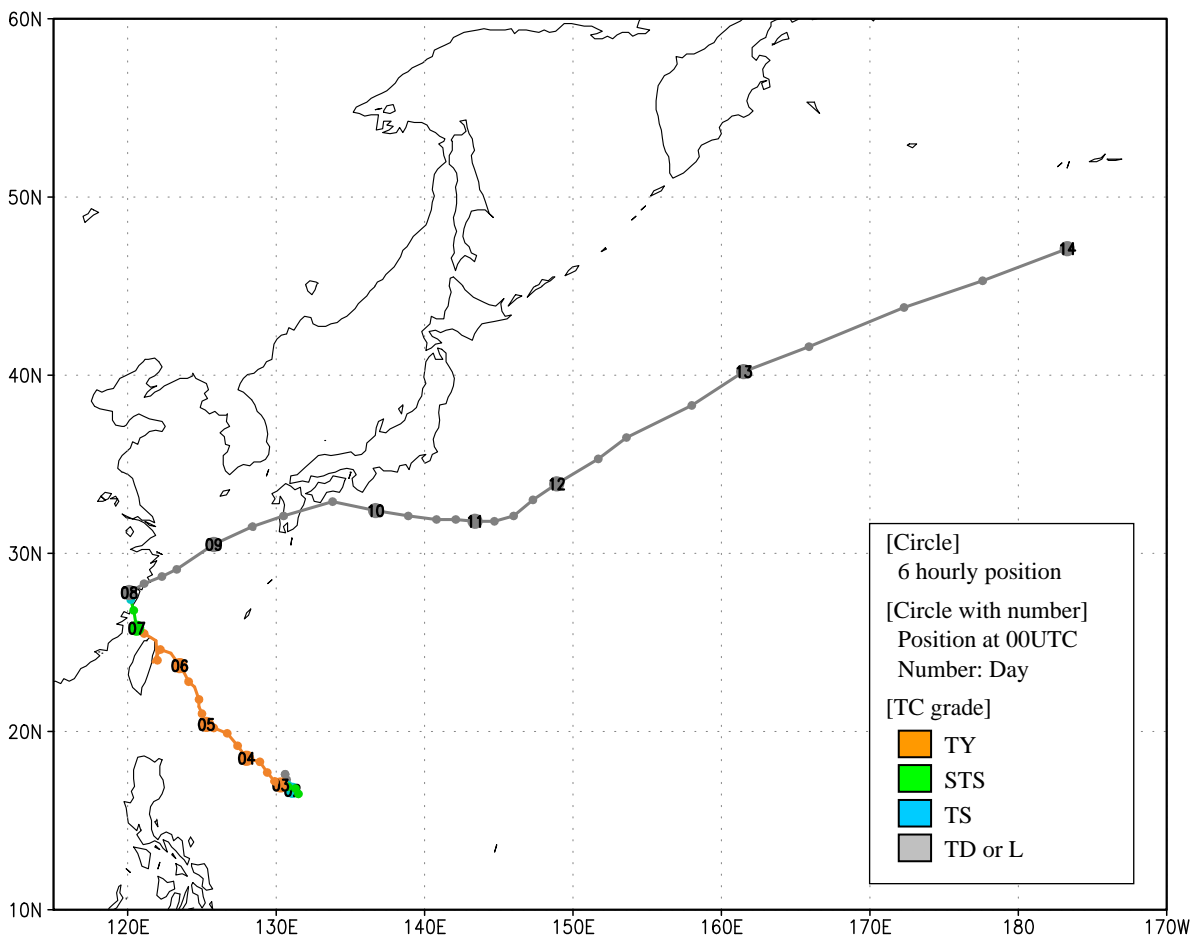 60N
50N
40N
30N
20N
10N
120E
130E
140E
150E
160E
170E
180
170W
14
13
12
11
10
09
08
07
06
05
04
03
[Circle]
6 hourly position
[Circle with number]
Position at 00UTC
Number: Day
[TC grade]
TY
STS
TS
TD or L